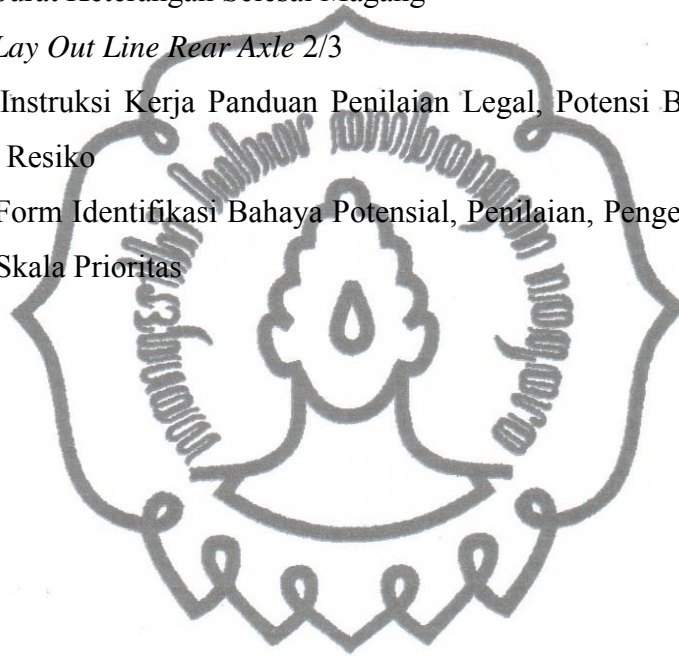 Surat Keterangan Selesai Magang
Lay Out Line Rear Axle 2/3
Instruksi Kerja Panduan Penilaian Legal, Potensi B
Resiko
Form Identifikasi Bahaya Potensial, Penilaian, Penge
Skala Prioritas